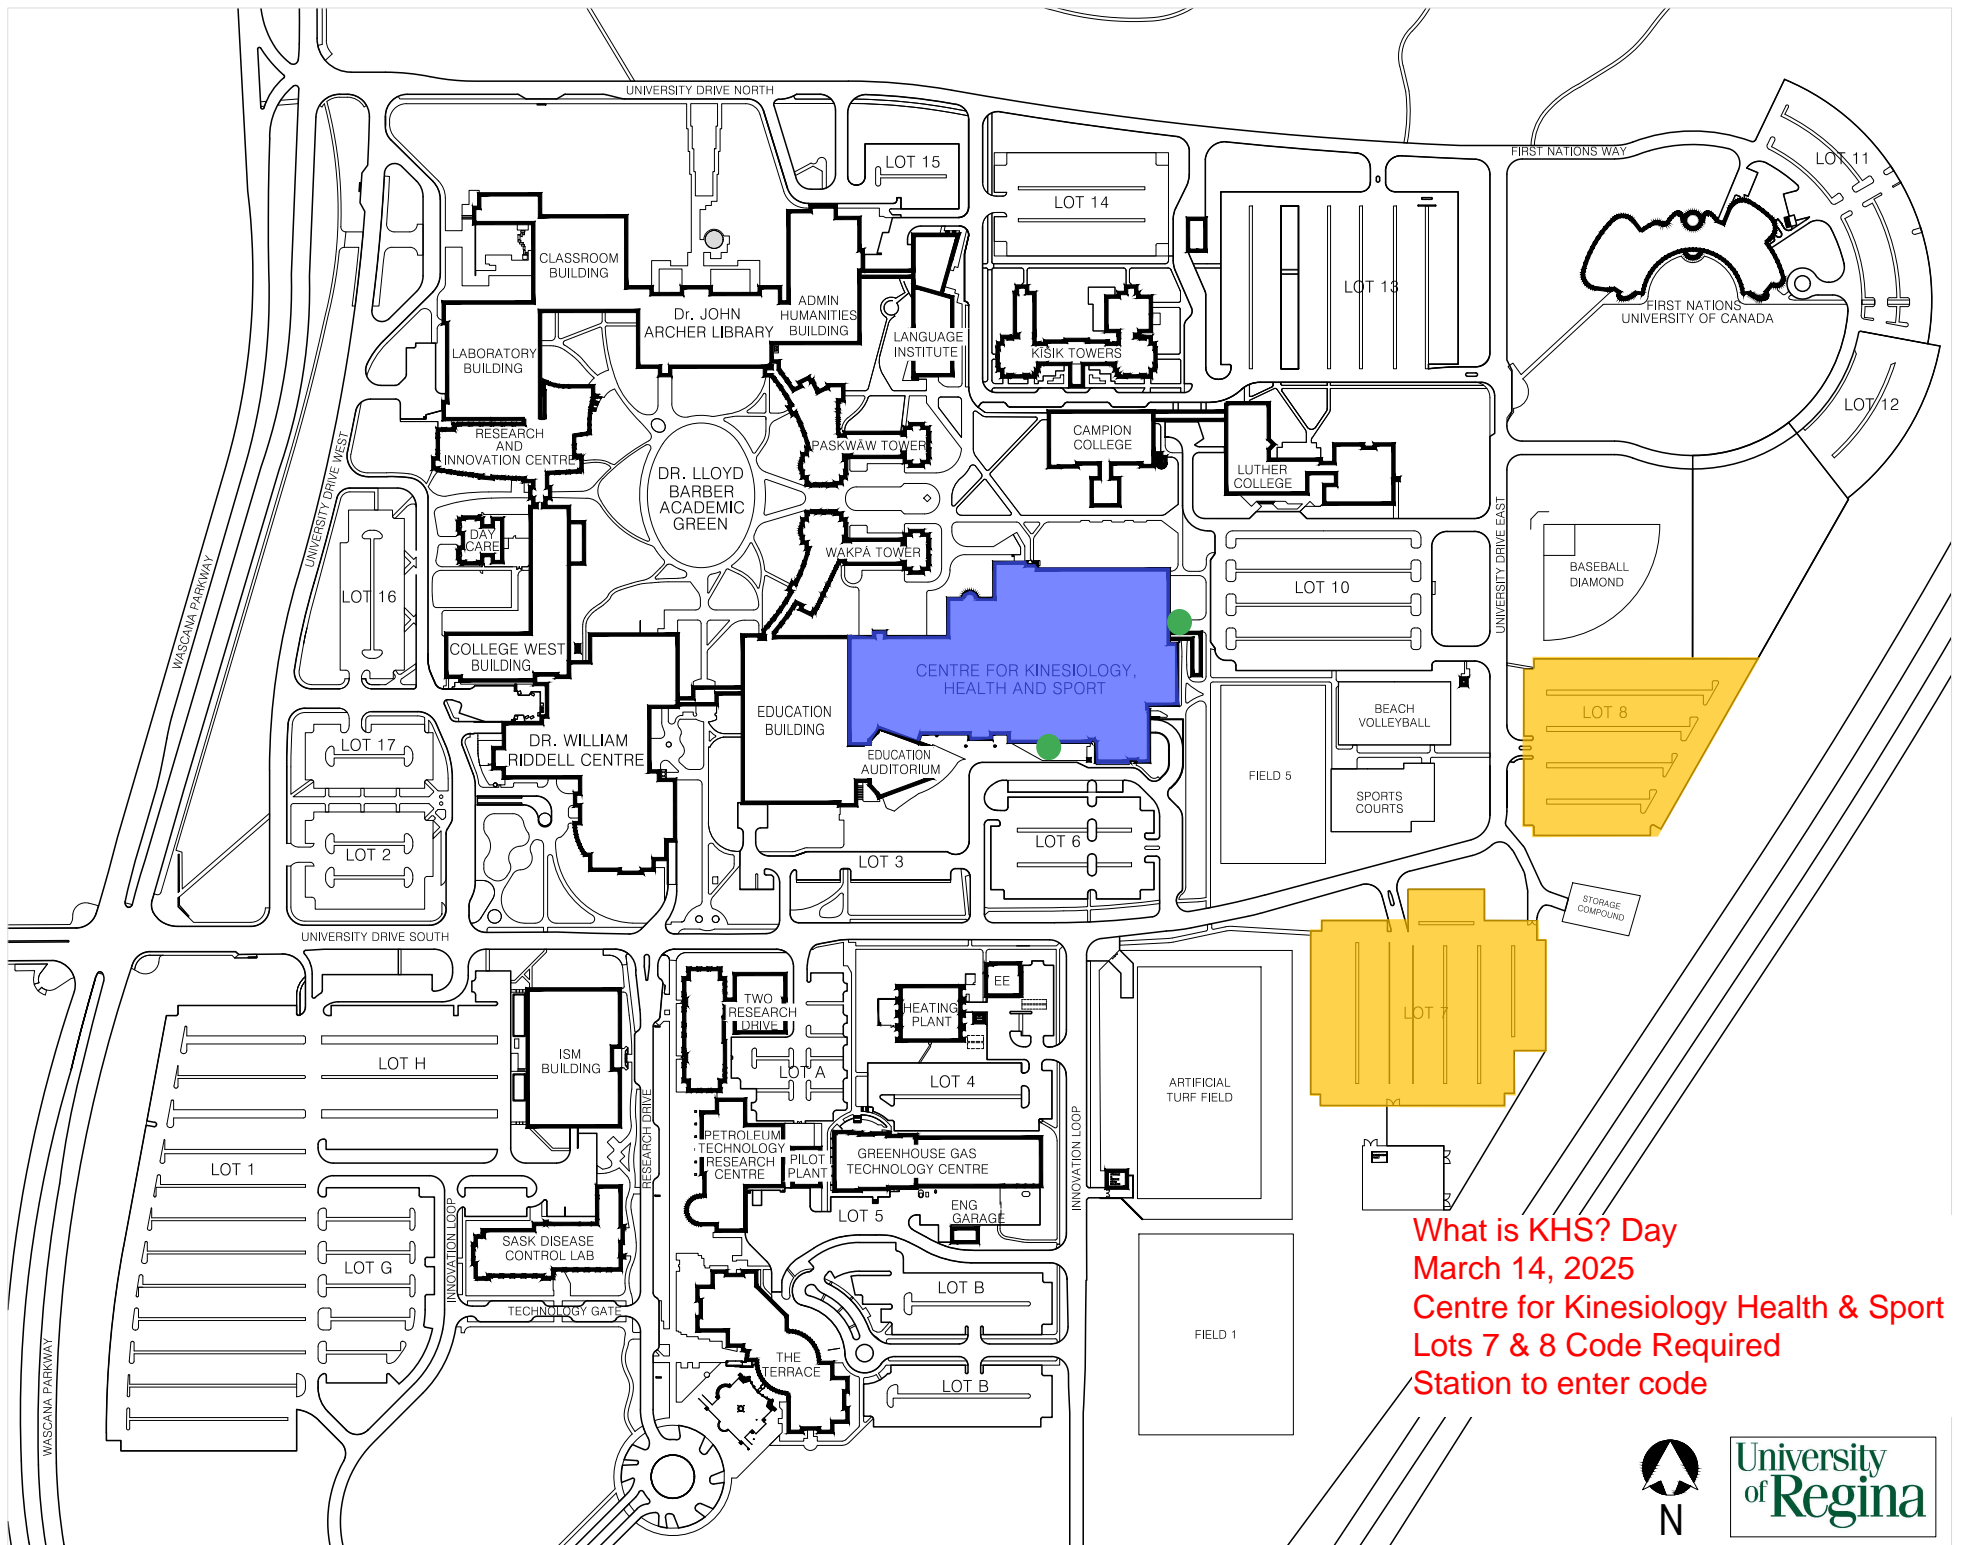 UNIVERSITY DRIVE NORTH
FIRST NATIONS WAY
LOT 11
LOT 15
LOT 14
CLASSROOM
BUILDING
LOT 13
ADMIN
HUMANITIES
BUILDING
Dr. JOHN
ARCHER LIBRARY
FIRST NATIONS
UNIVERSITY OF CANADA
LANGUAGE
INSTITUTE
KĪSIK TOWERS
LABORATORY
BUILDING
LOT 12
RESEARCH
AND
INNOVATION CENTRE
PASKWĀW TOWER
CAMPION
COLLEGE
LUTHER
COLLEGE
DR. LLOYD
BARBER
ACADEMIC
GREEN
UNIVERSITY DRIVE WEST
UNIVERSITY DRIVE EAST
DAY
CARE
WAKPÁ TOWER
BASEBALL
DIAMOND
LOT 16
LOT 10
WASCANA PARKWAY
COLLEGE WEST
BUILDING
CENTRE FOR KINESIOLOGY,
HEALTH AND SPORT
EDUCATION
BUILDING
BEACH
VOLLEYBALL
LOT 8
LOT 17
DR. WILLIAM
RIDDELL CENTRE
EDUCATION
AUDITORIUM
FIELD 5
SPORTS
COURTS
LOT 2
LOT 3
LOT 6
STORAGE
COMPOUND
UNIVERSITY DRIVE SOUTH
TWO
RESEARCH
DRIVE
HEATING
PLANT
EE
LOT 7
LOT H
ISM
BUILDING
LOT A
LOT 4
ARTIFICIAL
TURF FIELD
RESEARCH DRIVE
INNOVATION LOOP
PETROLEUM
TECHNOLOGY
RESEARCH
CENTRE
PILOT
PLANT
GREENHOUSE GAS
TECHNOLOGY CENTRE
LOT 1
LOT 5
ENG
GARAGE
INNOVATION LOOP
SASK DISEASE
CONTROL LAB
LOT G
LOT B
TECHNOLOGY GATE
FIELD 1
THE
TERRACE
LOT B
WASCANA PARKWAY
What is KHS? Day
March 14, 2025
Centre for Kinesiology Health & Sport
Lots 7 & 8 Code Required
Station to enter code
N
University
of Regina